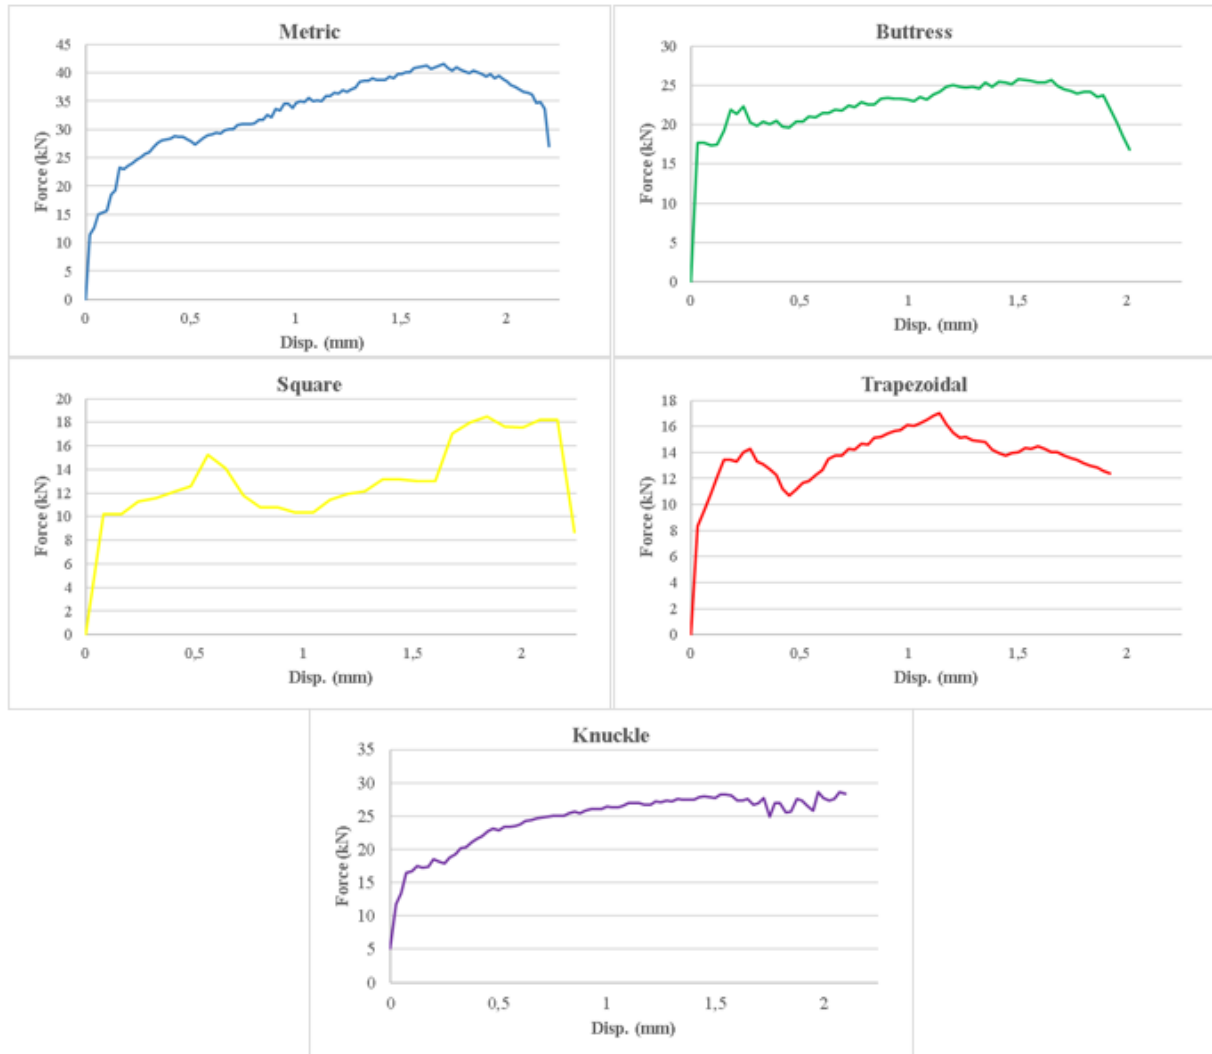 Metric
Force (kN)
45
40
35
30
25
20
15
10
5
0
0 0,5 1 1,5 2
Disp. (mm)
Buttress
Force (kN)
30
25
20
15
10
5
0
0 0,5 1 1,5 2
Disp. (mm)
Square
Force (kN)
20
18
16
14
12
10
8
6
4
2
0
0 0,5 1 1,5 2
Disp. (mm)
Trapezoidal
Force (kN)
18
16
14
12
10
8
6
4
2
0
0 0,5 1 1,5 2
Disp. (mm)
Knuckle
Force (kN)
35
30
25
20
15
10
5
0
0 0,5 1 1,5 2
Disp. (mm)